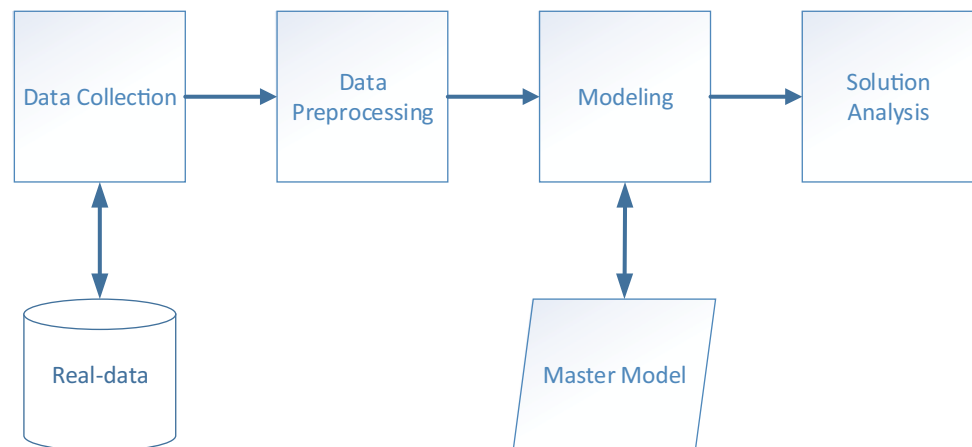 Data Collection
Data
Preprocessing
Modeling
Solution
Analysis
Real-data
Master Model